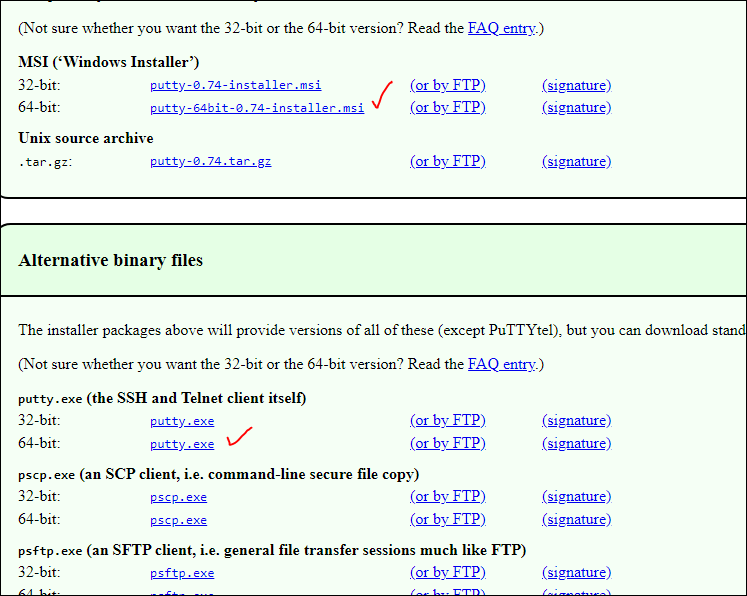 (Not sure whether you want the 32-bit or the 64-bit version? Read the FAQ entry.)
MSI (‘Windows Installer’)
32-bit: putty-0.74-installer.msi (or by FTP) (signature)
64-bit: putty-64bit-0.74-installer.msi (or by FTP) (signature)
Unix source archive
.tar.gz: putty-0.74.tar.gz (or by FTP) (signature)
Alternative binary files
The installer packages above will provide versions of all of these (except PuTTYtel), but you can download stand
(Not sure whether you want the 32-bit or the 64-bit version? Read the FAQ entry.)
putty.exe (the SSH and Telnet client itself)
32-bit: putty.exe (or by FTP) (signature)
64-bit: putty.exe (or by FTP) (signature)
pscp.exe (an SCP client, i.e. command-line secure file copy)
32-bit: pscp.exe (or by FTP) (signature)
64-bit: pscp.exe (or by FTP) (signature)
psftp.exe (an SFTP client, i.e. general file transfer sessions much like FTP)
32-bit: psftp.exe (or by FTP) (signature)
64-bit: psftp.exe (or by FTP) (signature)